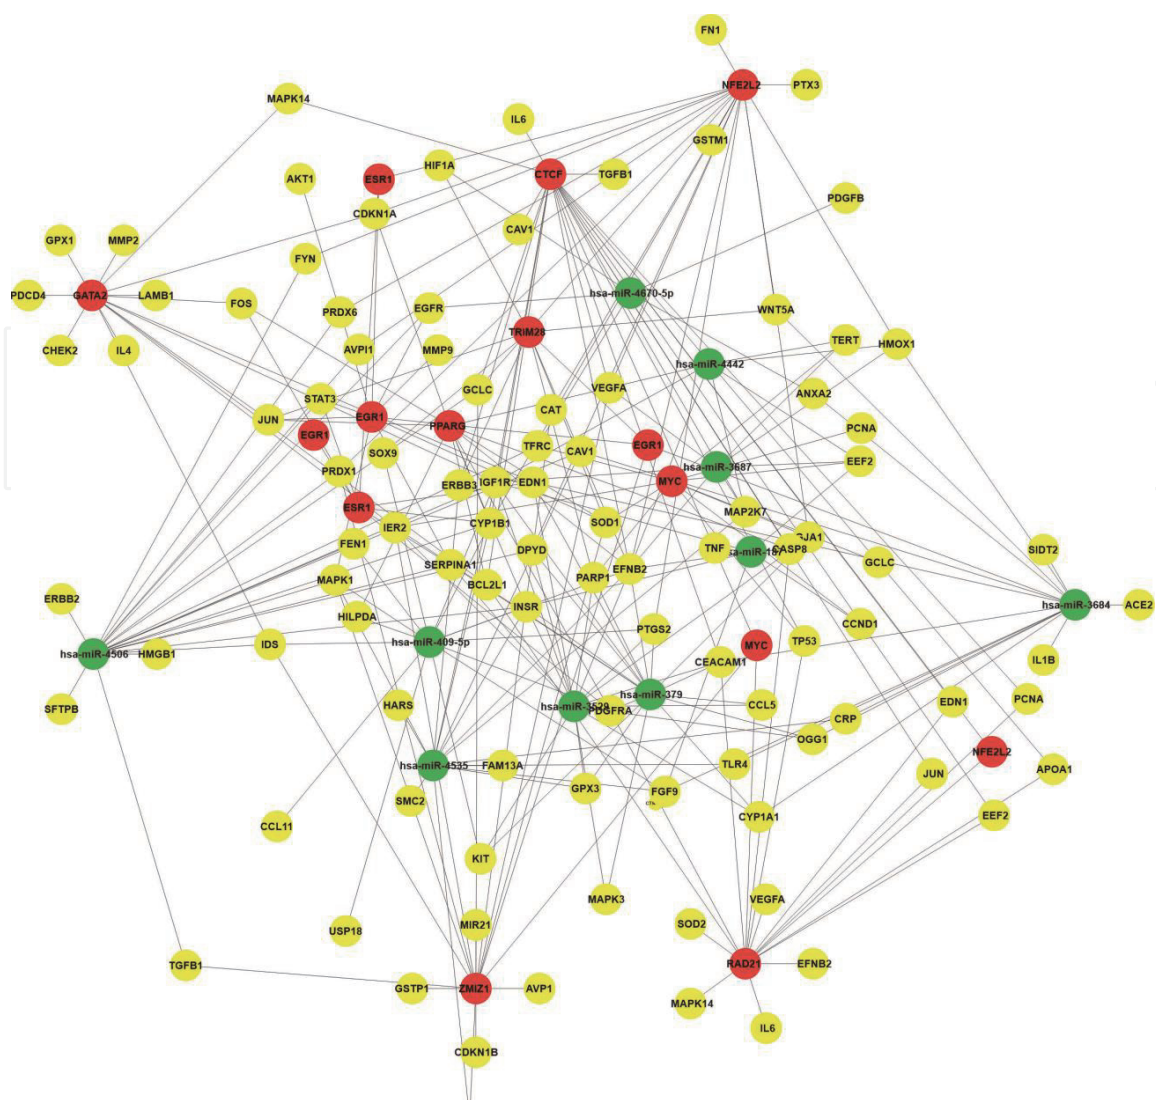 FN1
NFE2L2
PTX3
MAPK14
IL6
GSTM1
HIF1A
CTCF
TGFB1
AKT1
ESR1
PDGFB
CDKN1A
CAV1
GPX1
MMP2
FYN
PDCD4
GATA2
LAMB1
hsa-miR-4670-5p
FOS
PRDX6
EGFR
WNT5A
TRIM28
TERT
HMOX1
CHEK2
IL4
AVPI1
MMP9
hsa-miR-4442
GCLC
VEGFA
ANXA2
STAT3
JUN
EGR1
PPARG
CAT
PCNA
EGR1
SOX9
TFRC
CAV1
EGR1
EEF2
PRDX1
hsa-miR-3687
ERBB3
IGF1R
EDN1
MYC
ESR1
MAP2K7
IER2
CYP1B1
SOD1
GJA1
FEN1
DPYD
TNF
CASP8
SIDT2
SERPINA1
EFNB2
GCLC
MAPK1
BCL2L1
PARP1
ERBB2
HILPDA
INSR
hsa-miR-3684
ACE2
PTGS2
CCND1
hsa-miR-409-5p
hsa-miR-4506
HMGB1
IDS
MYC
TP53
CEACAM1
IL1B
SFTPB
HARS
hsa-miR-3529
hsa-miR-379
PDGFRA
CCL5
EDN1
PCNA
CRP
OGG1
NFE2L2
hsa-miR-4535
FAM13A
TLR4
JUN
APOA1
SMC2
GPX3
FGF9
CCL11
CYP1A1
EEF2
KIT
MAPK3
VEGFA
USP18
MIR21
SOD2
TGFB1
RAD21
EFNB2
GSTP1
ZMIZ1
AVP1
MAPK14
IL6
CDKN1B